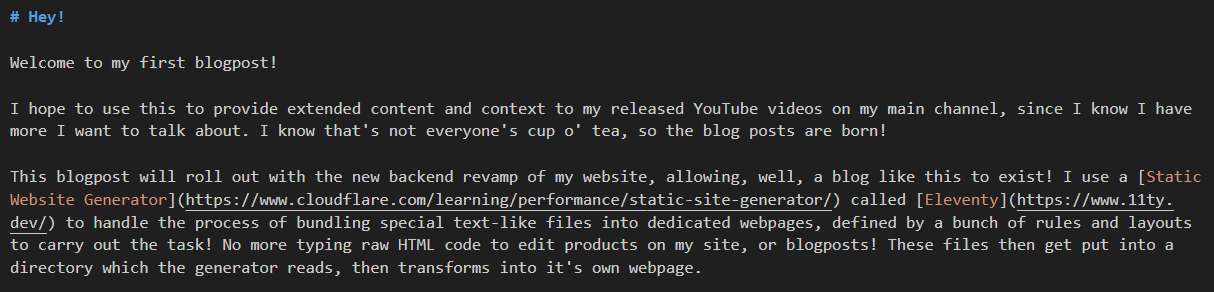 # Hey!
Welcome to my first blogpost!
I hope to use this to provide extended content and context to my released YouTube videos on my main channel, since I know I have
more I want to talk about. I know that's not everyone's cup o' tea, so the blog posts are born!
This blogpost will roll out with the new backend revamp of my website, allowing, well, a blog like this to exist! I use a [Static
Website Generator](https://www.cloudflare.com/learning/performance/static-site-generator/) called [Eleventy](https://www.11ty.
dev/) to handle the process of bundling special text-like files into dedicated webpages, defined by a bunch of rules and layouts
to carry out the task! No more typing raw HTML code to edit products on my site, or blogposts! These files then get put into a
directory which the generator reads, then transforms into it's own webpage.